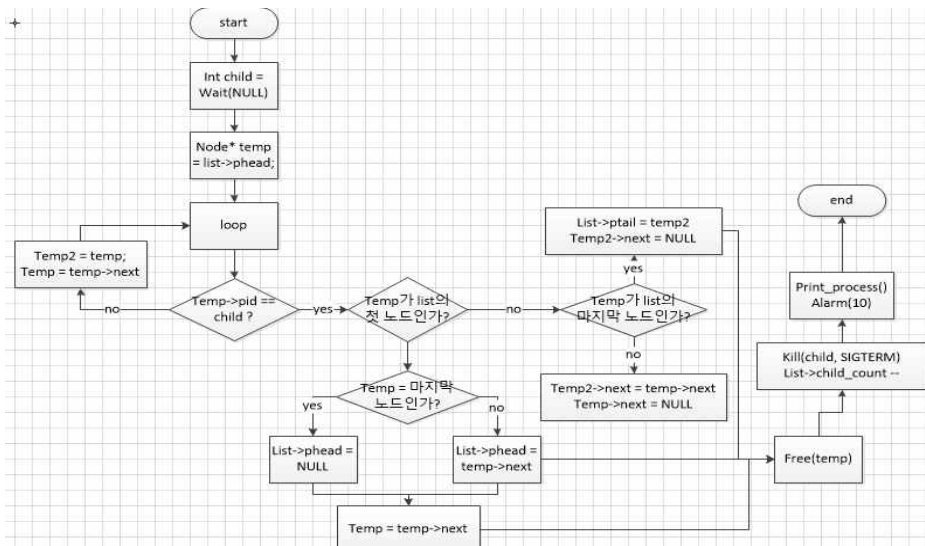 start
Int child =
Wait(NULL)
Node* temp
= list->phead;
loop
Temp2 = temp;
Temp = temp->next
no
Temp->pid ==
child ?
yes
Temp가 list의
첫 노드인가?
no
Temp가 list의
마지막 노드인가?
yes
List->ptail = temp2
Temp2->next = NULL
no
Temp2->next = temp->next
Temp->next = NULL
Temp = 마지막
노드인가?
yes
List->phead =
NULL
no
List->phead =
temp->next
Temp = temp->next
Free(temp)
Kill(child, SIGTERM)
List->child_count --
Print_process()
Alarm(10)
end